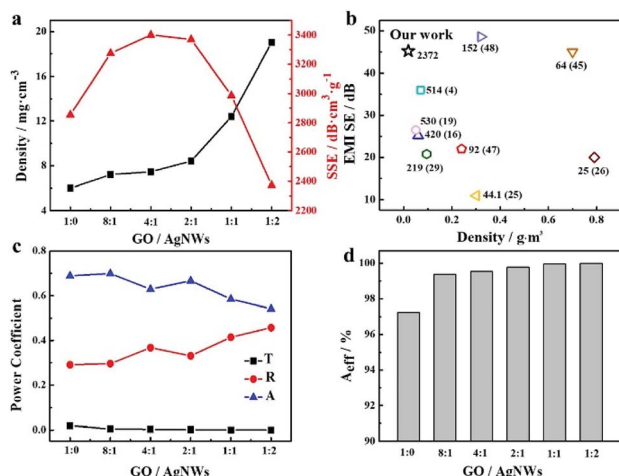 a
Density / mg·cm⁻³
20
16
12
8
4
1:0 8:1 4:1 2:1 1:1 1:2
GO / AgNWs
3400
3200
3000
2800
2600
2400
2200
SSE / dB·cm³·g⁻¹
b
EMI SE / dB
50
40
30
20
10
Our work
2372
152 (48)
64 (45)
514 (4)
530 (19)
420 (16)
92 (47)
219 (29)
25 (26)
44.1 (25)
0.0 0.2 0.4 0.6 0.8 1.0
Density / g·m³
c
Power Coefficient
0.8
0.6
0.4
0.2
0.0
T
R
A
1:0 8:1 4:1 2:1 1:1 1:2
GO / AgNWs
d
Aeff / %
100
98
96
94
92
90
1:0 8:1 4:1 2:1 1:1 1:2
GO / AgNWs